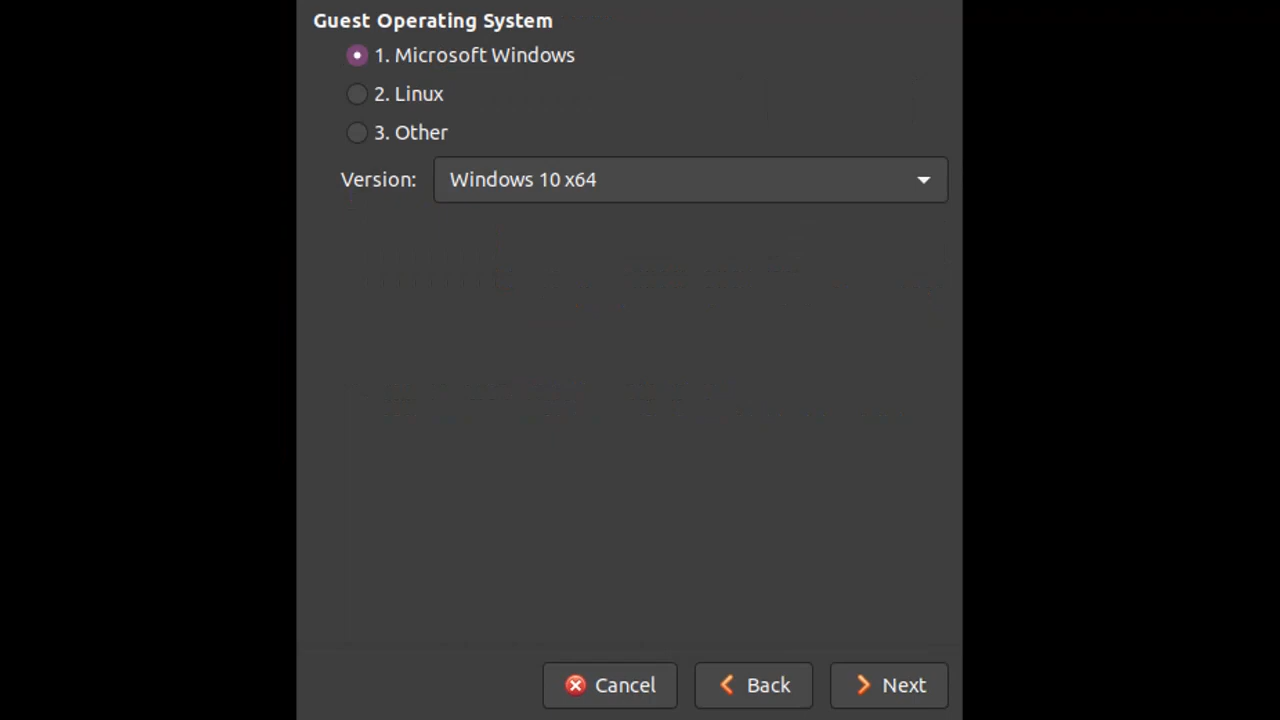 Guest Operating System
1. Microsoft Windows
2. Linux
3. Other
Version: Windows 10 x64
Cancel Back Next